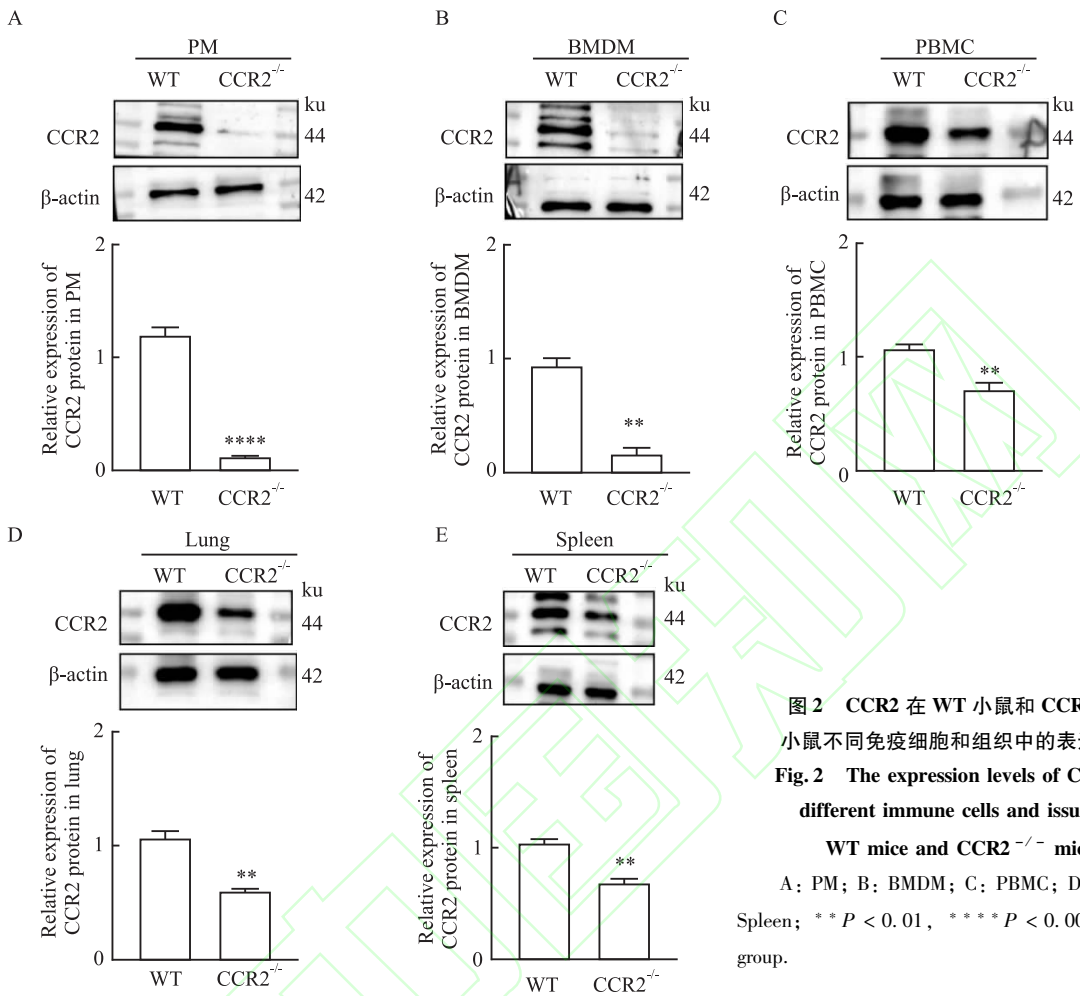 A
PM
WT CCR2-/-
ku
CCR2
44
β-actin
42
2
1
0
Relative expression of
CCR2 protein in PM
****
WT CCR2-/-
B
BMDM
WT CCR2-/-
ku
CCR2
44
β-actin
42
2
1
0
Relative expression of
CCR2 protein in BMDM
**
WT CCR2-/-
C
PBMC
WT CCR2-/-
ku
CCR2
44
β-actin
42
2
1
0
Relative expression of
CCR2 protein in PBMC
**
WT CCR2-/-
D
Lung
WT CCR2-/-
ku
CCR2
44
β-actin
42
2
1
0
Relative expression of
CCR2 protein in lung
**
WT CCR2-/-
E
Spleen
WT CCR2-/-
ku
CCR2
44
β-actin
42
2
1
0
Relative expression of
CCR2 protein in spleen
**
WT CCR2-/-
图 2 CCR2 在 WT 小鼠和 CCR
小鼠不同免疫细胞和组织中的表
Fig. 2 The expression levels of C
different immune cells and issu
WT mice and CCR2 -/- mic
A: PM; B: BMDM; C: PBMC; D
Spleen; **P < 0.01, ****P < 0.00
group.